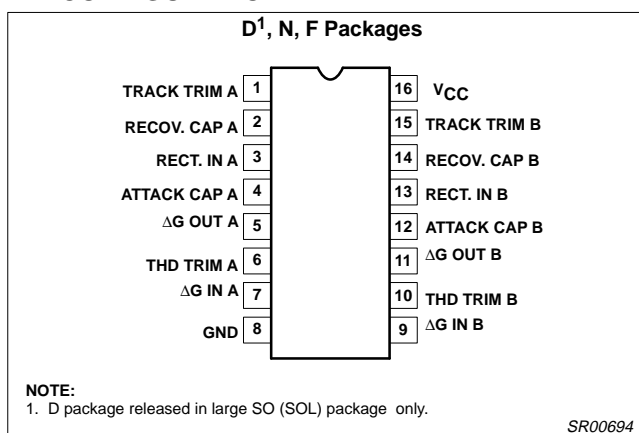 D1, N, F Packages
TRACK TRIM A 1
16 VCC
RECOV. CAP A 2
15 TRACK TRIM B
RECT. IN A 3
14 RECOV. CAP B
ATTACK CAP A 4
13 RECT. IN B
ΔG OUT A 5
12 ATTACK CAP B
THD TRIM A 6
11 ΔG OUT B
ΔG IN A 7
10 THD TRIM B
GND 8
9 ΔG IN B
NOTE:
1. D package released in large SO (SOL) package only.
SR00694